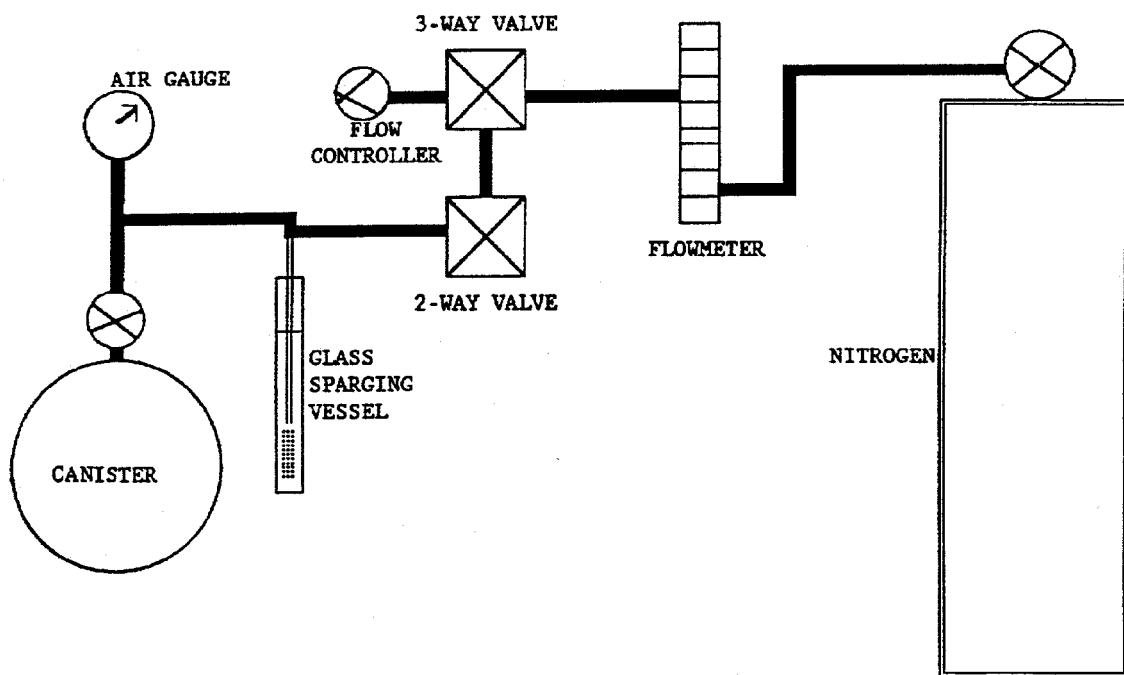 3-WAY VALVE
AIR GAUGE
FLOW
CONTROLLER
FLOWMETER
2-WAY VALVE
GLASS
SPARGING
VESSEL
NITROGEN
CANISTER